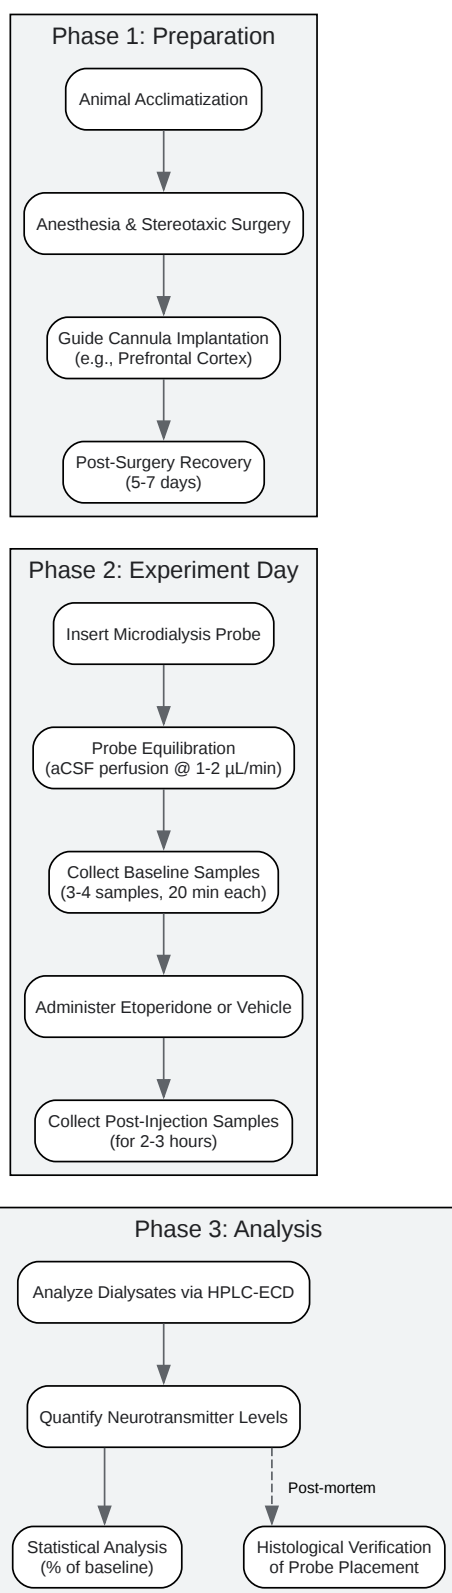 Phase 1: Preparation
Animal Acclimatization
Anesthesia & Stereotaxic Surgery
Guide Cannula Implantation
(e.g., Prefrontal Cortex)
Post-Surgery Recovery
(5-7 days)
Phase 2: Experiment Day
Insert Microdialysis Probe
Probe Equilibration
(aCSF perfusion @ 1-2 µL/min)
Collect Baseline Samples
(3-4 samples, 20 min each)
Administer Etoperidone or Vehicle
Collect Post-Injection Samples
(for 2-3 hours)
Phase 3: Analysis
Analyze Dialysates via HPLC-ECD
Quantify Neurotransmitter Levels
Post-mortem
Statistical Analysis
(% of baseline)
Histological Verification
of Probe Placement